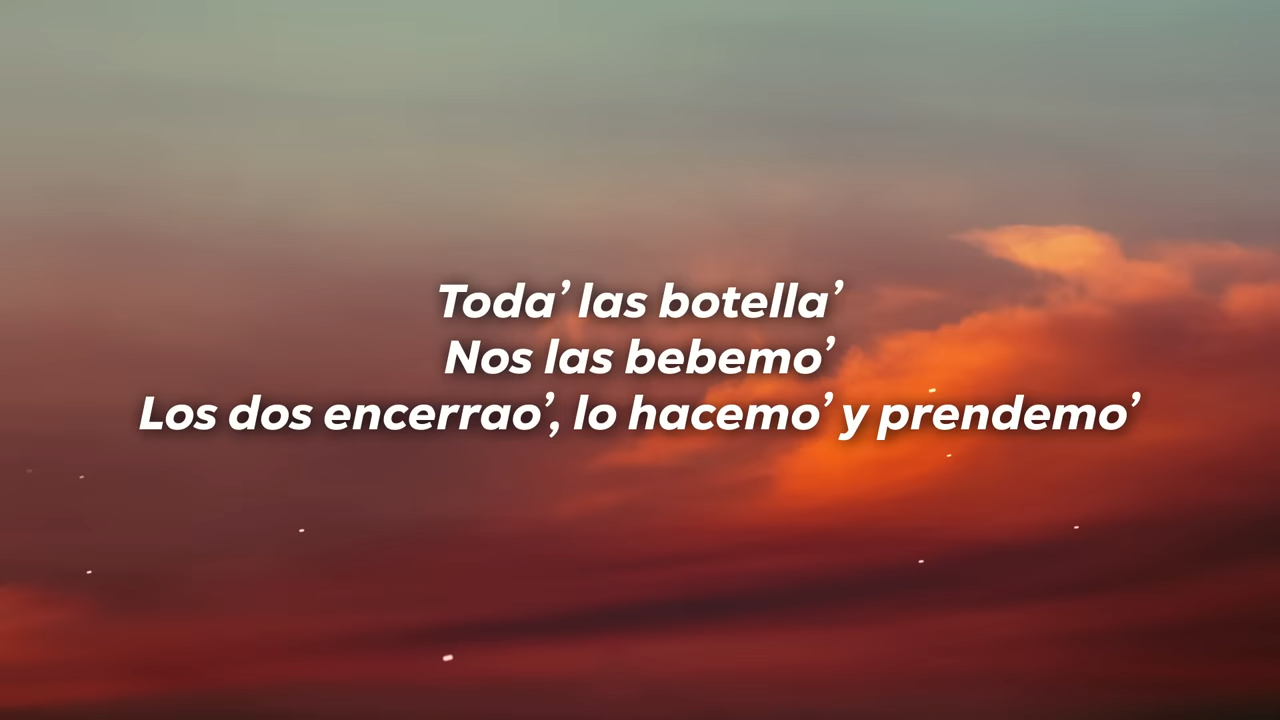 Toda’ las botella’
Nos las bebemo’
Los dos encerrao’, lo hacemo’ y prendemo’